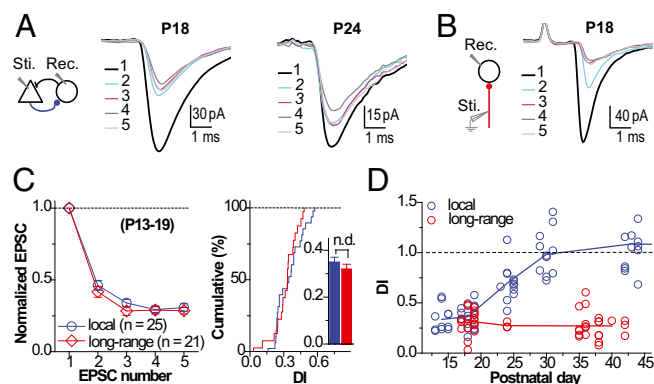 A
P18
P24
B
P18
Sti. Rec.
1
2
3
4
5
30 pA
1 ms
1
2
3
4
5
15 pA
1 ms
Rec.
Sti.
1
2
3
4
5
40 pA
1 ms
C
Normalized EPSC
1.0
0.5
0.0
(P13-19)
local (n = 25)
long-range (n = 21)
1 2 3 4 5
EPSC number
Cumulative (%)
100
50
0
0.4
0.2
0.0
n.d.
0.0 0.3 0.6
DI
D
local
long-range
DI
1.5
1.0
0.5
0.0
15 20 25 30 35 40 45
Postnatal day